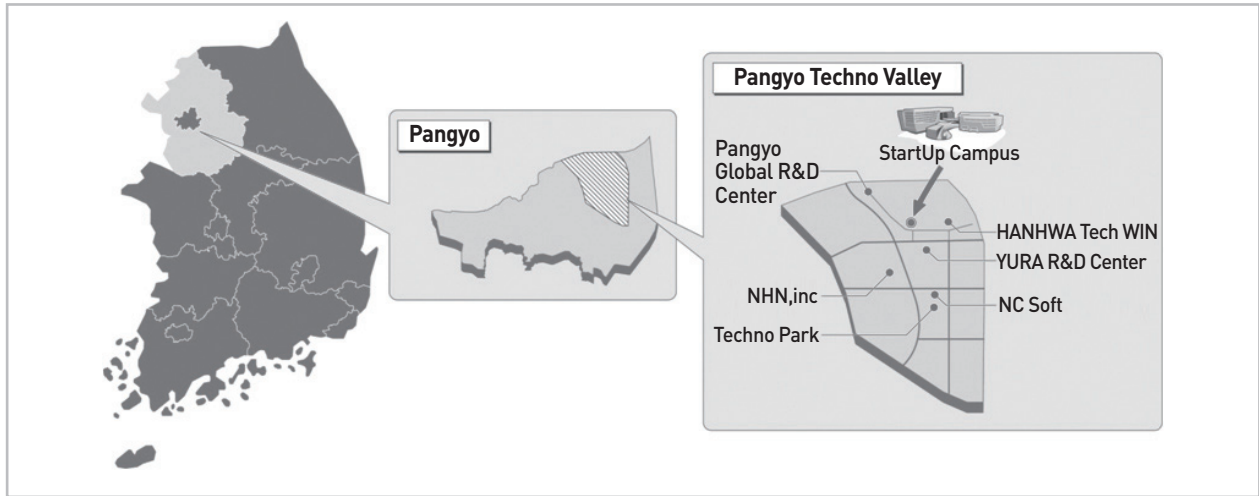 Pangyo
Pangyo Techno Valley
StartUp Campus
Pangyo
Global R&D
Center
HANHWA Tech WIN
YURA R&D Center
NHN,inc
NC Soft
Techno Park